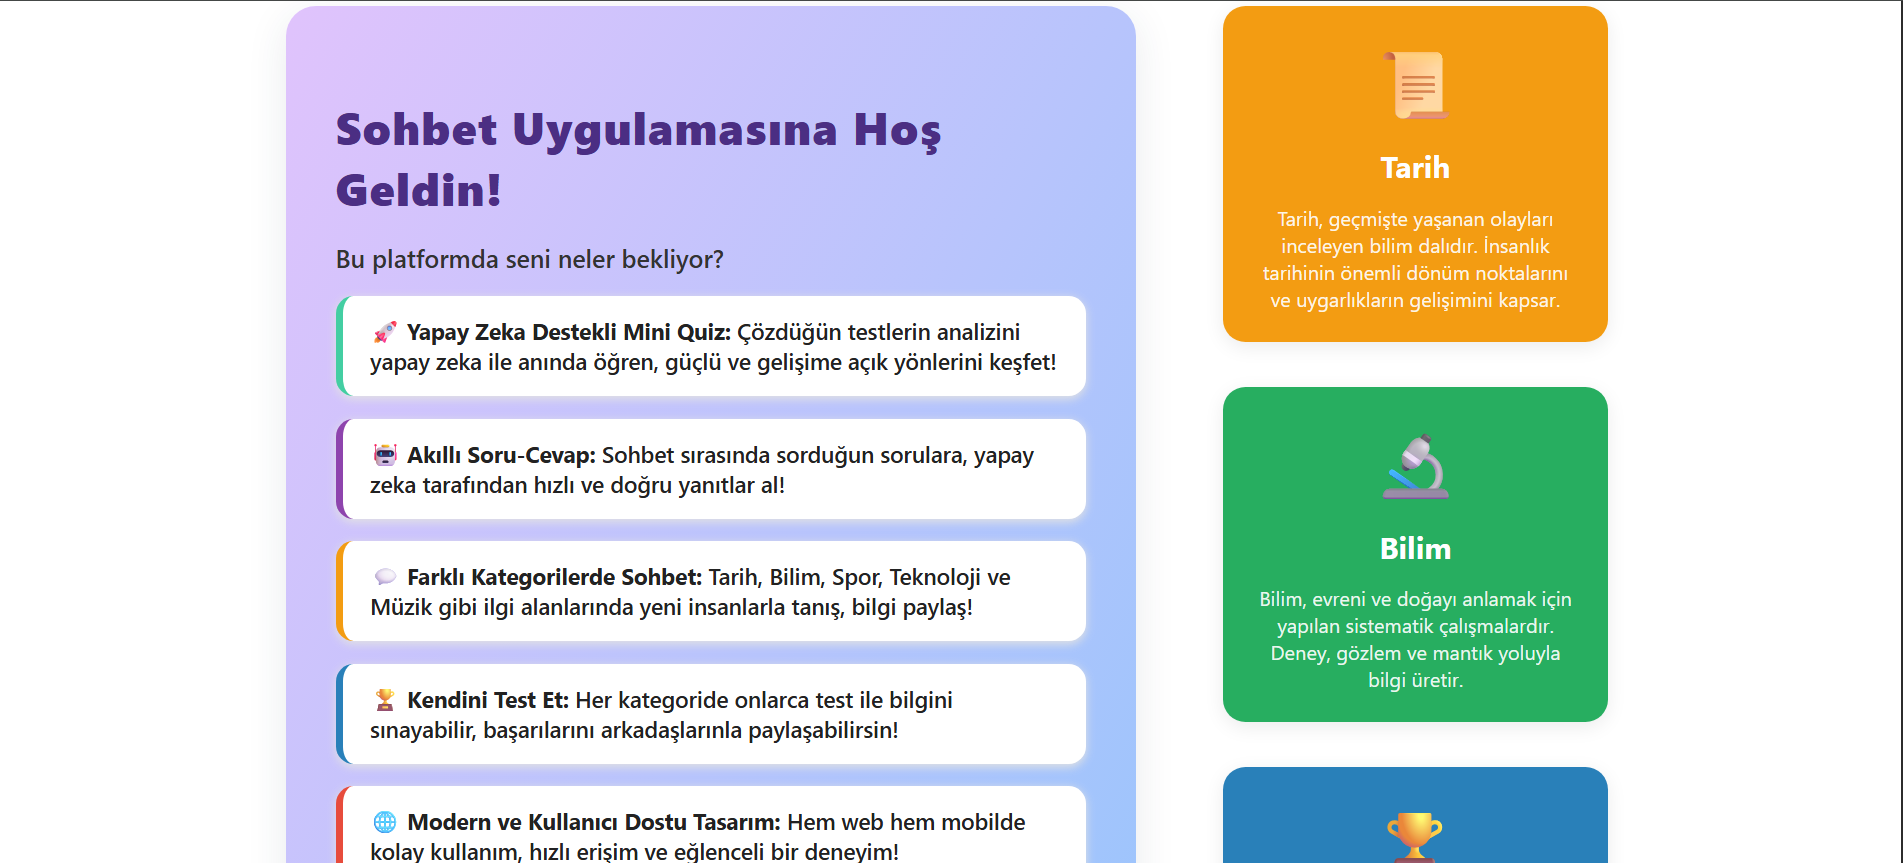 Sohbet Uygulamasına Hoş
Geldin!
Bu platformda seni neler bekliyor?
🚀 Yapay Zeka Destekli Mini Quiz: Çözdüğün testlerin analizini
yapay zeka ile anında öğren, güçlü ve gelişime açık yönlerini keşfet!
🤖 Akıllı Soru-Cevap: Sohbet sırasında sorduğun sorulara, yapay
zeka tarafından hızlı ve doğru yanıtlar al!
💬 Farklı Kategorilerde Sohbet: Tarih, Bilim, Spor, Teknoloji ve
Müzik gibi ilgi alanlarında yeni insanlarla tanış, bilgi paylaş!
🏆 Kendini Test Et: Her kategoride onlarca test ile bilgini
sınayabilir, başarılarını arkadaşlarınla paylaşabilirsin!
🌐 Modern ve Kullanıcı Dostu Tasarım: Hem web hem mobilde
kolay kullanım, hızlı erişim ve eğlenceli bir deneyim!
Tarih
Tarih, geçmişte yaşanan olayları
inceleyen bilim dalıdır. İnsanlık
tarihinin önemli dönüm noktalarını
ve uygarlıkların gelişimini kapsar.
Bilim
Bilim, evreni ve doğayı anlamak için
yapılan sistematik çalışmalardır.
Deney, gözlem ve mantık yoluyla
bilgi üretir.